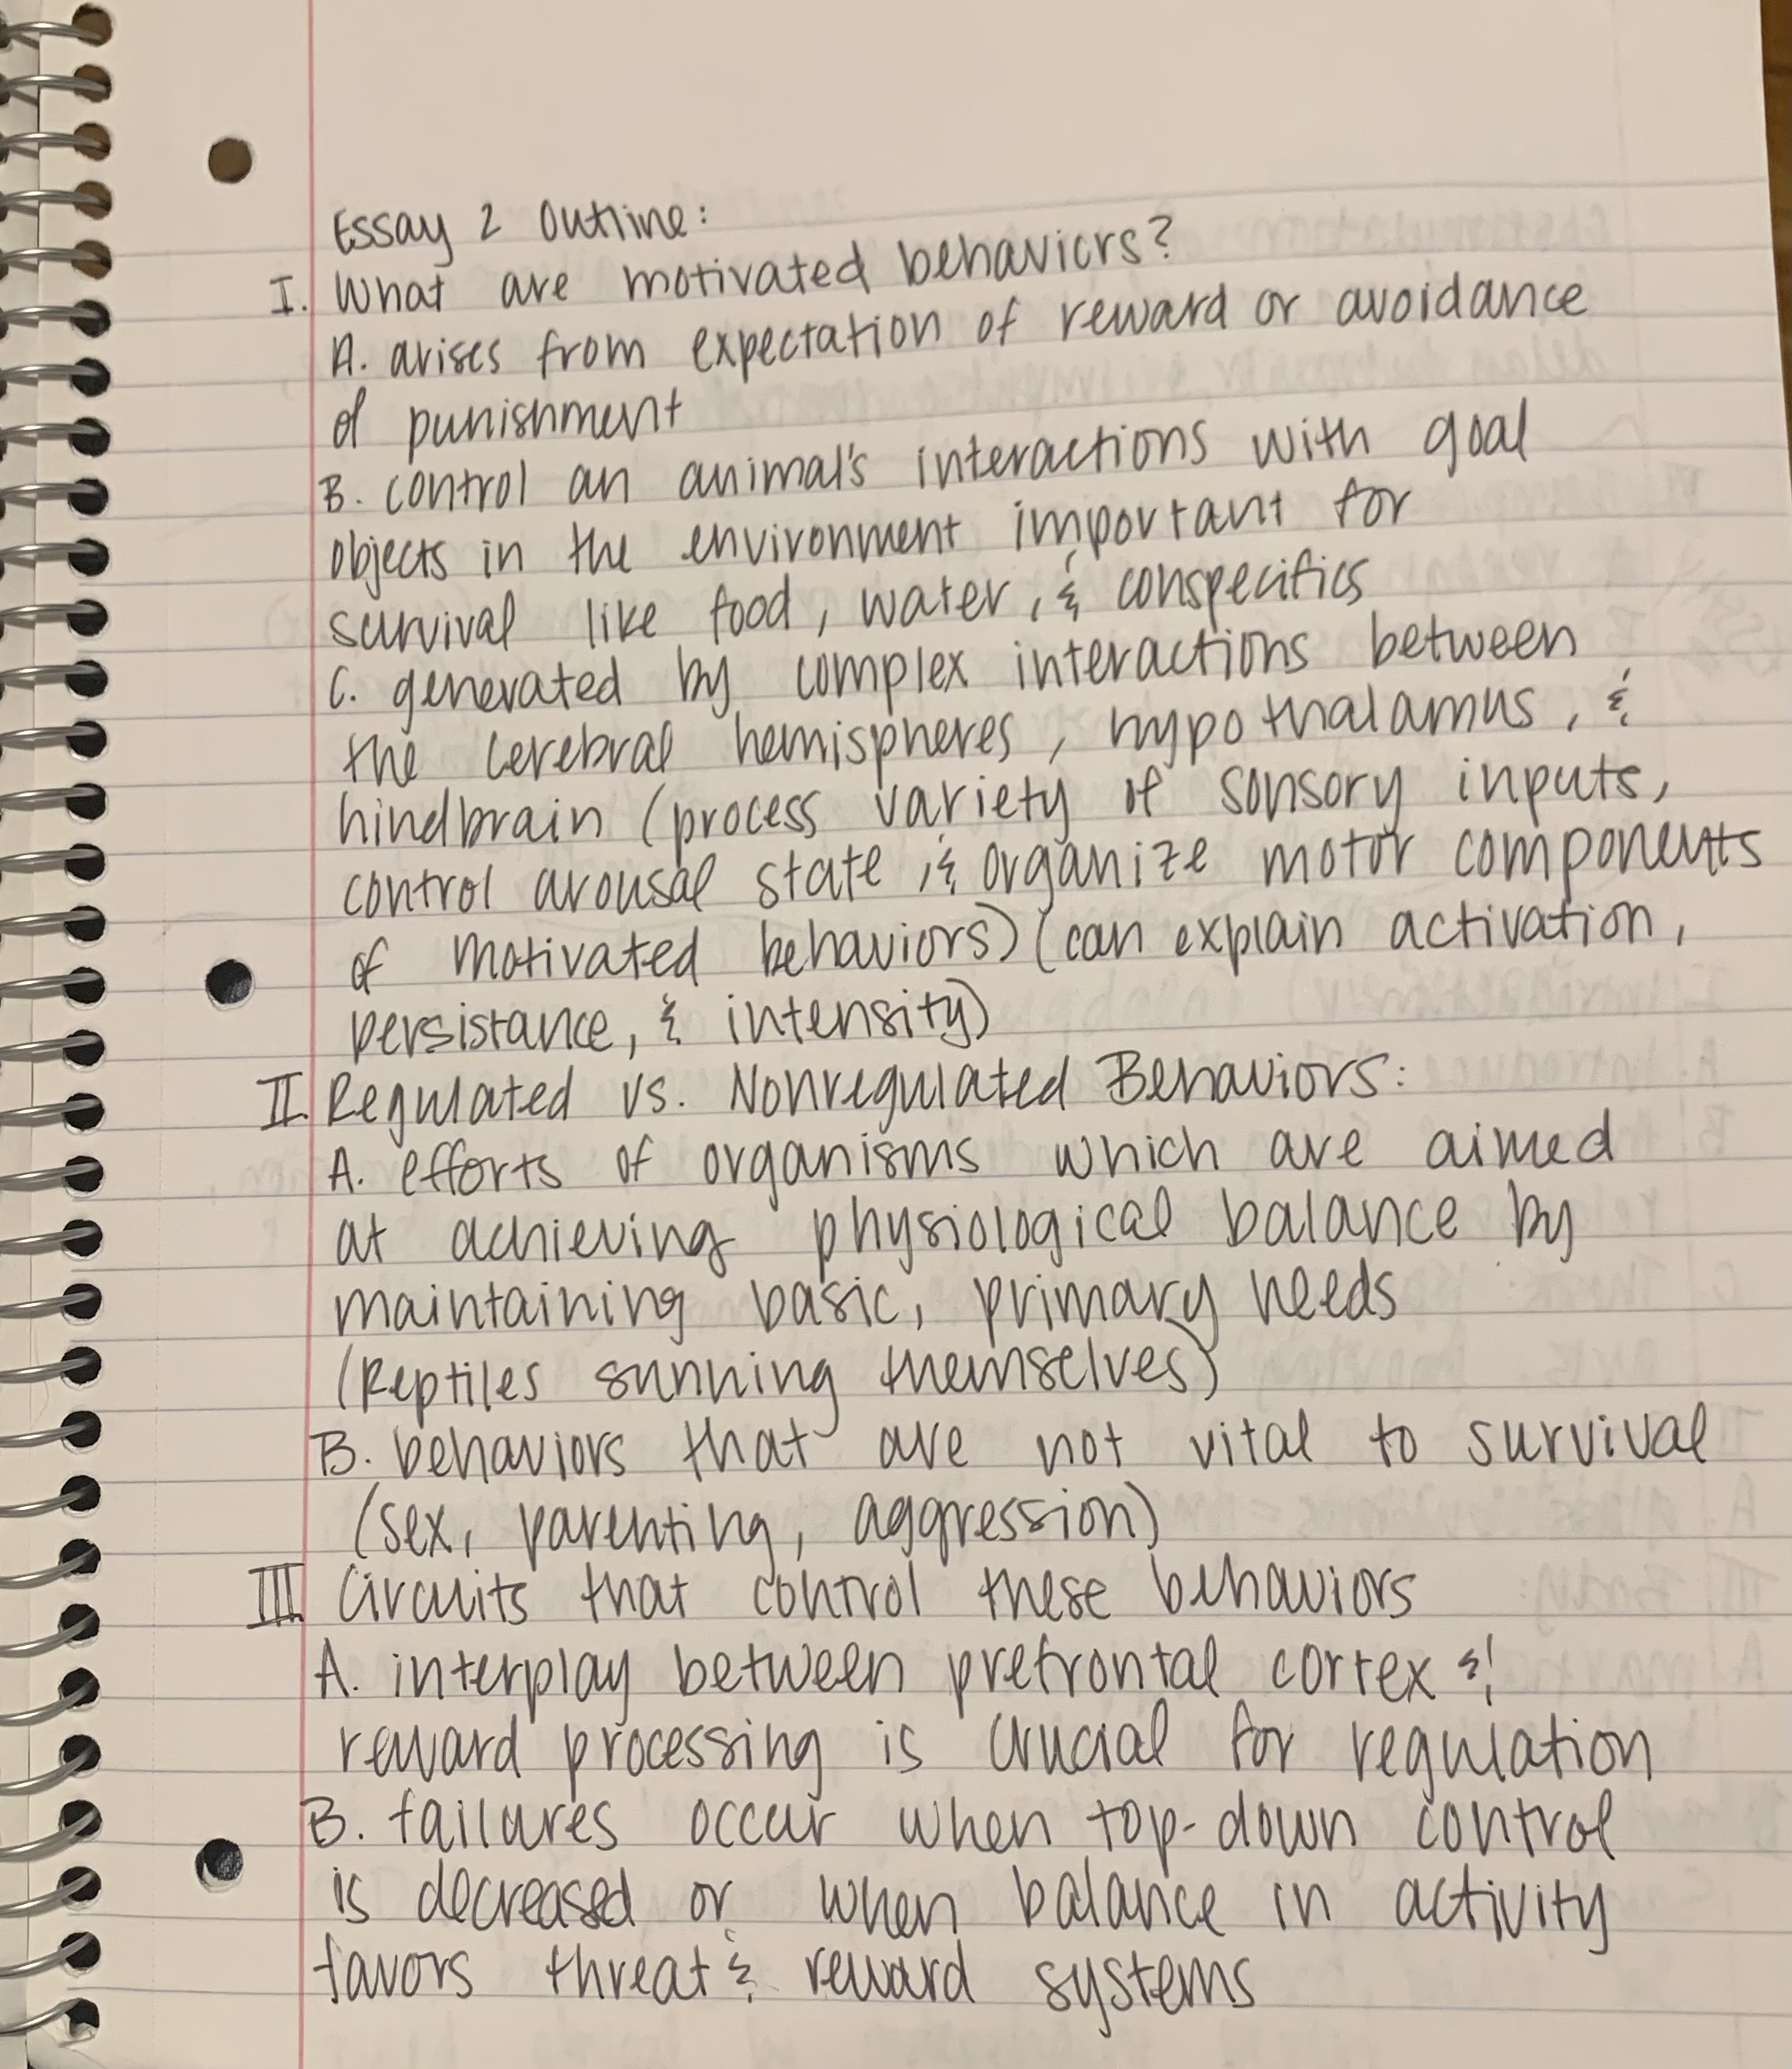 Essay 2 Outline:
I. What are motivated behaviors?
A. arises from expectation of reward or avoidance
of punishment
B. control an animal's interactions with goal
objects in the environment important for
survival like food, water, & conspecifics
C. generated by complex interactions between
the cerebral hemispheres, hypothalamus, &
hindbrain (process variety of sonsory inputs,
control arousal state, & organize motor components
of motivated behaviors) (can explain activation,
persistance, & intensity)
II. Regulated vs. Nonregulated Behaviors:
A. efforts of organisms which are aimed
at achieving physiological balance by
maintaining basic, primary needs
(Reptiles sunning themselves)
B. behaviors that are not vital to survival
(sex, parenting, aggression)
III. Circuits that control these behaviors
A. interplay between prefrontal cortex &
reward processing is crucial for regulation
B. failures occur when top-down control
is decreased or when balance in activity
favors threat & reward systems